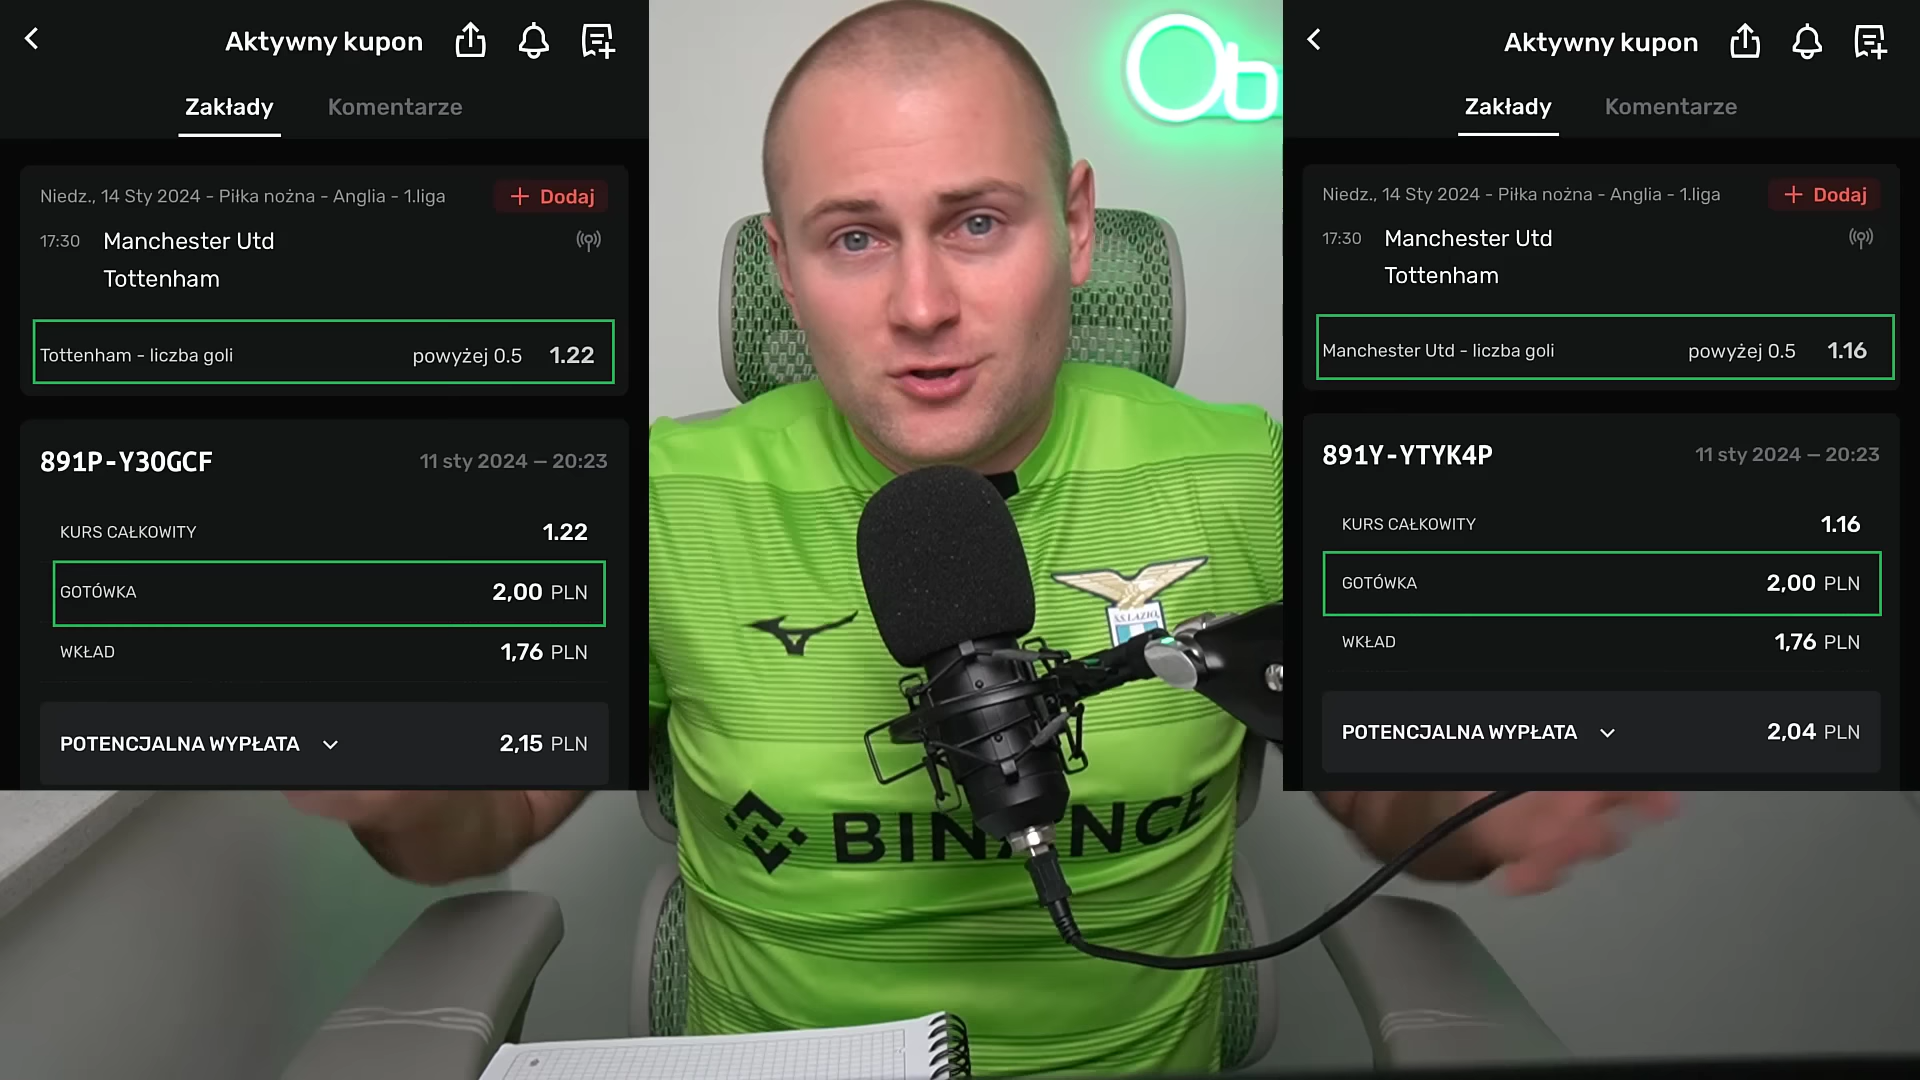 Aktywny kupon
Zakłady Komentarze
Niedz., 14 Sty 2024 - Piłka nożna - Anglia - 1.liga + Dodaj
17:30 Manchester Utd
Tottenham
Tottenham - liczba goli powyżej 0.5 1.22
891P-Y30GCF 11 sty 2024 — 20:23
KURS CAŁKOWITY 1.22
GOTÓWKA 2,00 PLN
WKŁAD 1,76 PLN
POTENCJALNA WYPŁATA 2,15 PLN
Ob
S.S.LAZIO
BINANCE
Aktywny kupon
Zakłady Komentarze
Niedz., 14 Sty 2024 - Piłka nożna - Anglia - 1.liga + Dodaj
17:30 Manchester Utd
Tottenham
Manchester Utd - liczba goli powyżej 0.5 1.16
891Y-YTYK4P 11 sty 2024 — 20:23
KURS CAŁKOWITY 1.16
GOTÓWKA 2,00 PLN
WKŁAD 1,76 PLN
POTENCJALNA WYPŁATA 2,04 PLN